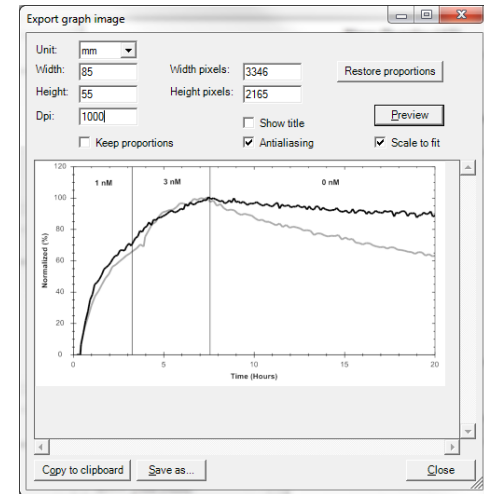 Export graph image
Unit: mm
Width: 85 Width pixels: 3346 Restore proportions
Height: 55 Height pixels: 2165
Dpi: 1000 Show title Preview
Keep proportions Antialiasing Scale to fit
120
1 nM 3 nM 0 nM
100
80
60
40
20
0
Normalized (%)
0 5 10 15 20
Time (Hours)
Copy to clipboard Save as... Close